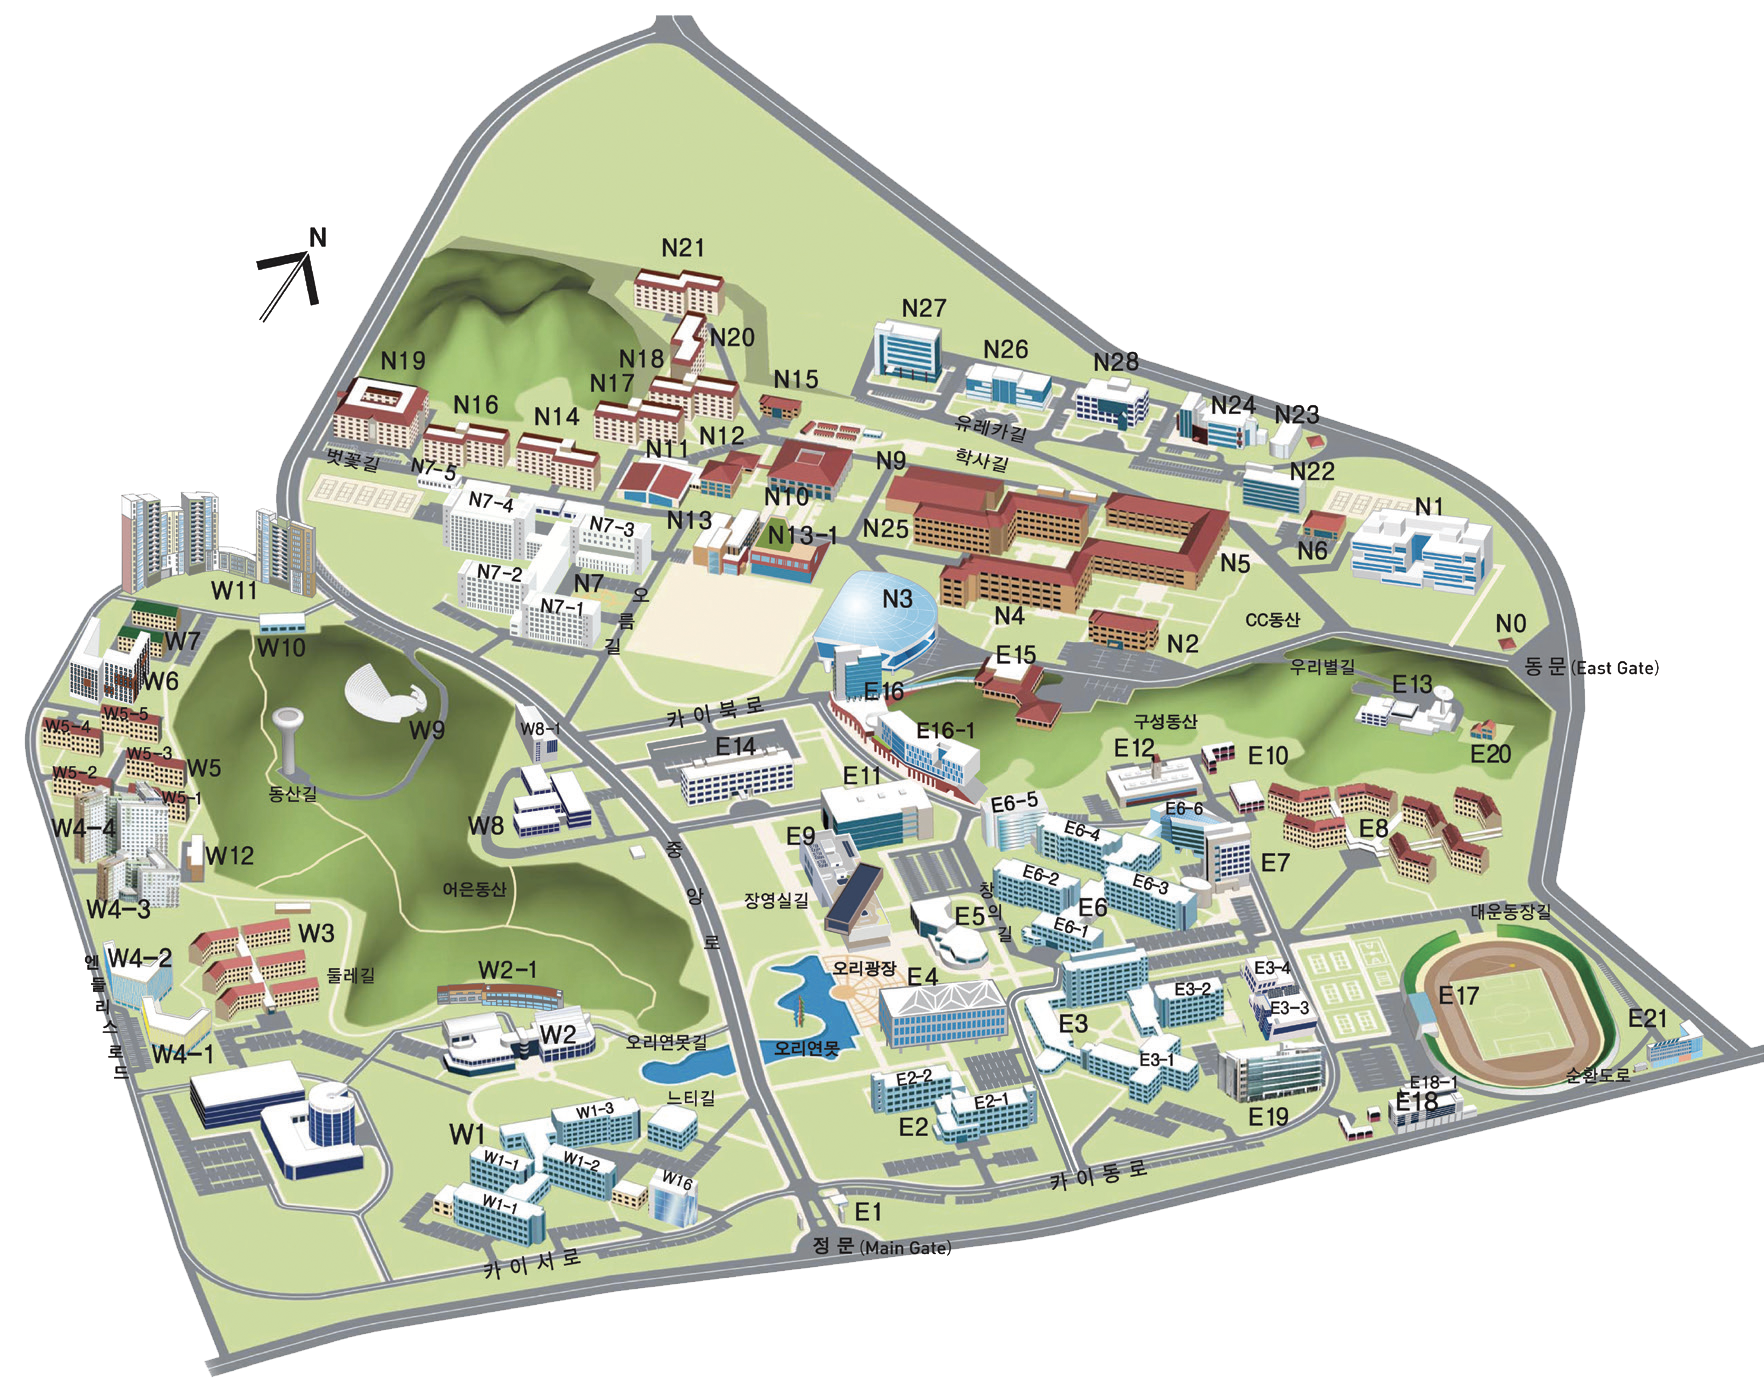 N
N21
N27
N20
N26
N28
N18
N19
N17
N15
N16
N14
N24
N23
유레카길
N12
N11
N9
학사길
벚꽃길
N7-5
N22
N10
N7-4
N13
N7-3
N25
N13-1
N1
N6
N7-2
N7
N5
W11
N7-1
N3
오름길
N4
CC동산
N0
W7
W10
N2
E15
우리별길
동 문 (East Gate)
W6
E16
E13
카이북로
W5-5
W5-4
W9
W8-1
E16-1
구성동산
E14
E12
E10
E20
W5-3
W5
W5-2
동산길
W5-1
E11
E6-5
E6-6
W4-4
W8
E6-4
E8
E9
중앙로
W12
E7
E6-2
E6-3
어은동산
장영실길
창의길
W4-3
E6
E5
E6-1
대운동장길
W3
W4-2
엔들리스로드
둘레길
W2-1
오리광장
E4
E3-4
E3-2
E17
E3-3
E3
E21
W2
오리연못길
오리연못
W4-1
E3-1
E2-2
E18-1
순환도로
느티길
E2-1
E18
W1-3
E19
W1
E2
W1-1
W1-2
카이동로
W16
W1-1
E1
정 문 (Main Gate)
카이서로